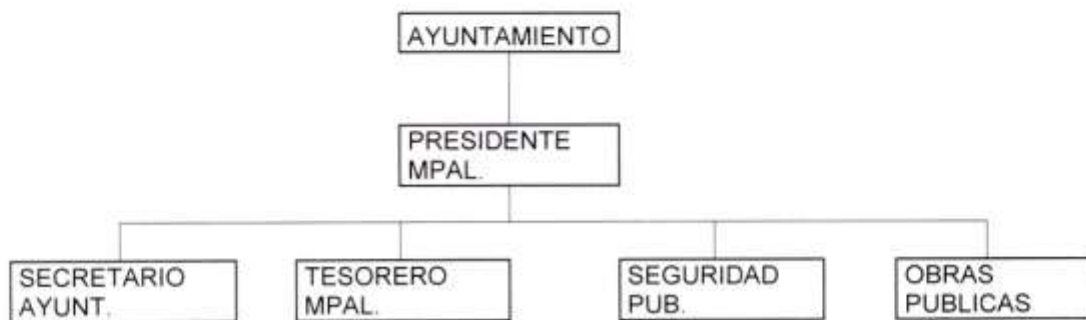 AYUNTAMIENTO
PRESIDENTE
MPAL.
SECRETARIO
AYUNT.
TESORERO
MPAL.
SEGURIDAD
PUB.
OBRAS
PUBLICAS